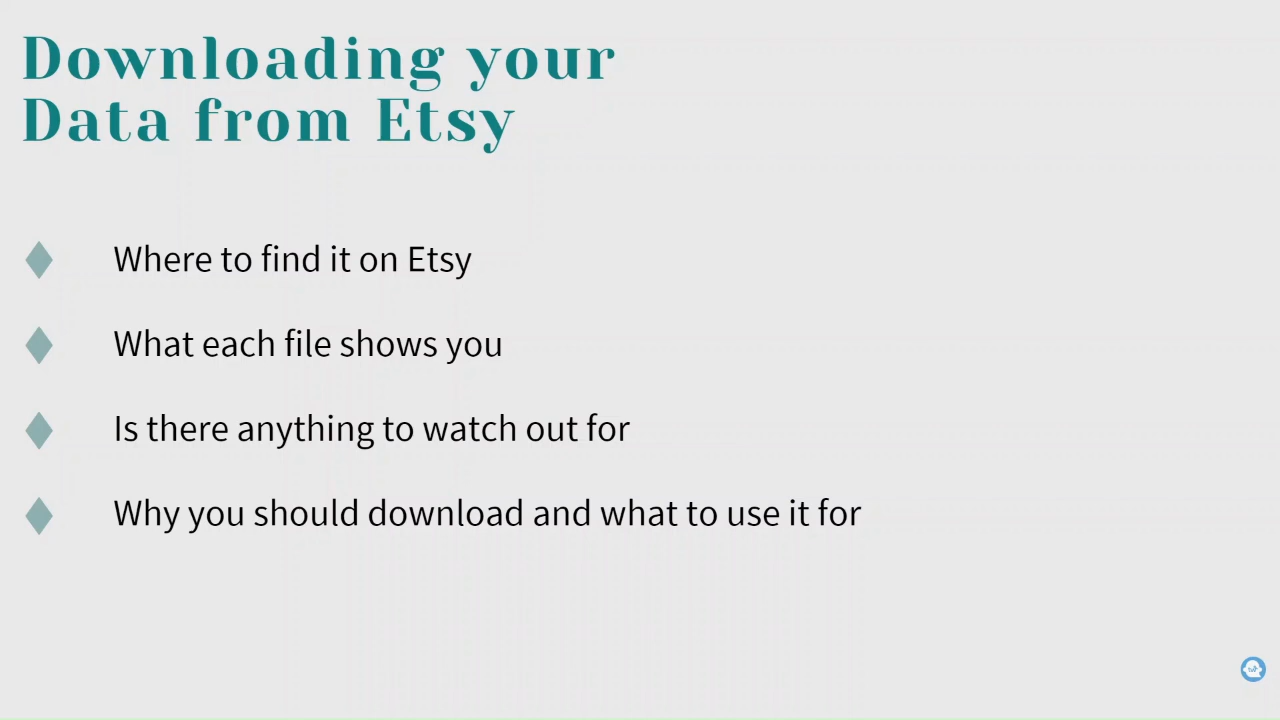 Downloading your
Data from Etsy
Where to find it on Etsy
What each file shows you
Is there anything to watch out for
Why you should download and what to use it for